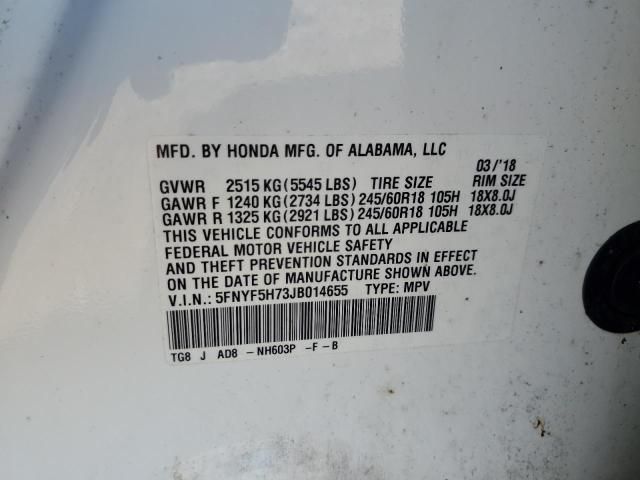 MFD. BY HONDA MFG. OF ALABAMA, LLC
03/'18
GVWR 2515 KG (5545 LBS) TIRE SIZE RIM SIZE
GAWR F 1240 KG (2734 LBS) 245/60R18 105H 18X8.0J
GAWR R 1325 KG (2921 LBS) 245/60R18 105H 18X8.0J
THIS VEHICLE CONFORMS TO ALL APPLICABLE
FEDERAL MOTOR VEHICLE SAFETY
AND THEFT PREVENTION STANDARDS IN EFFECT
ON THE DATE OF MANUFACTURE SHOWN ABOVE.
V.I.N.: 5FNYF5H73JB014655 TYPE: MPV
TG8 J AD8 - NH603P -F - B